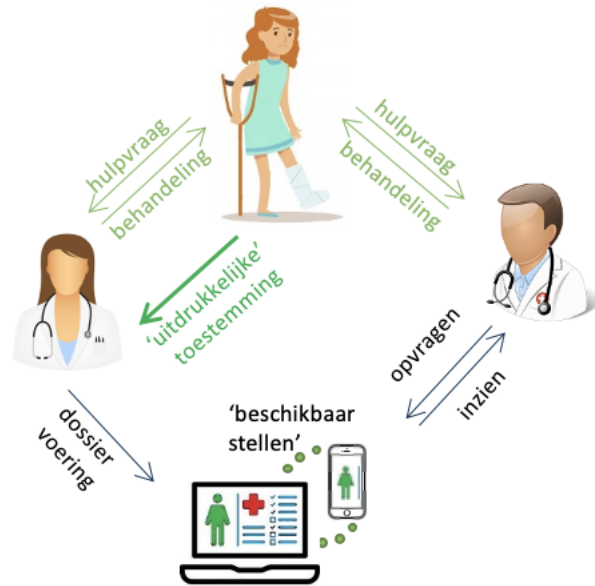 hulpvraag
behandeling
hulpvraag
behandeling
'uitdrukkelijke'
toestemming
opvragen
inzien
dossier
voering
'beschikbaar
stellen'